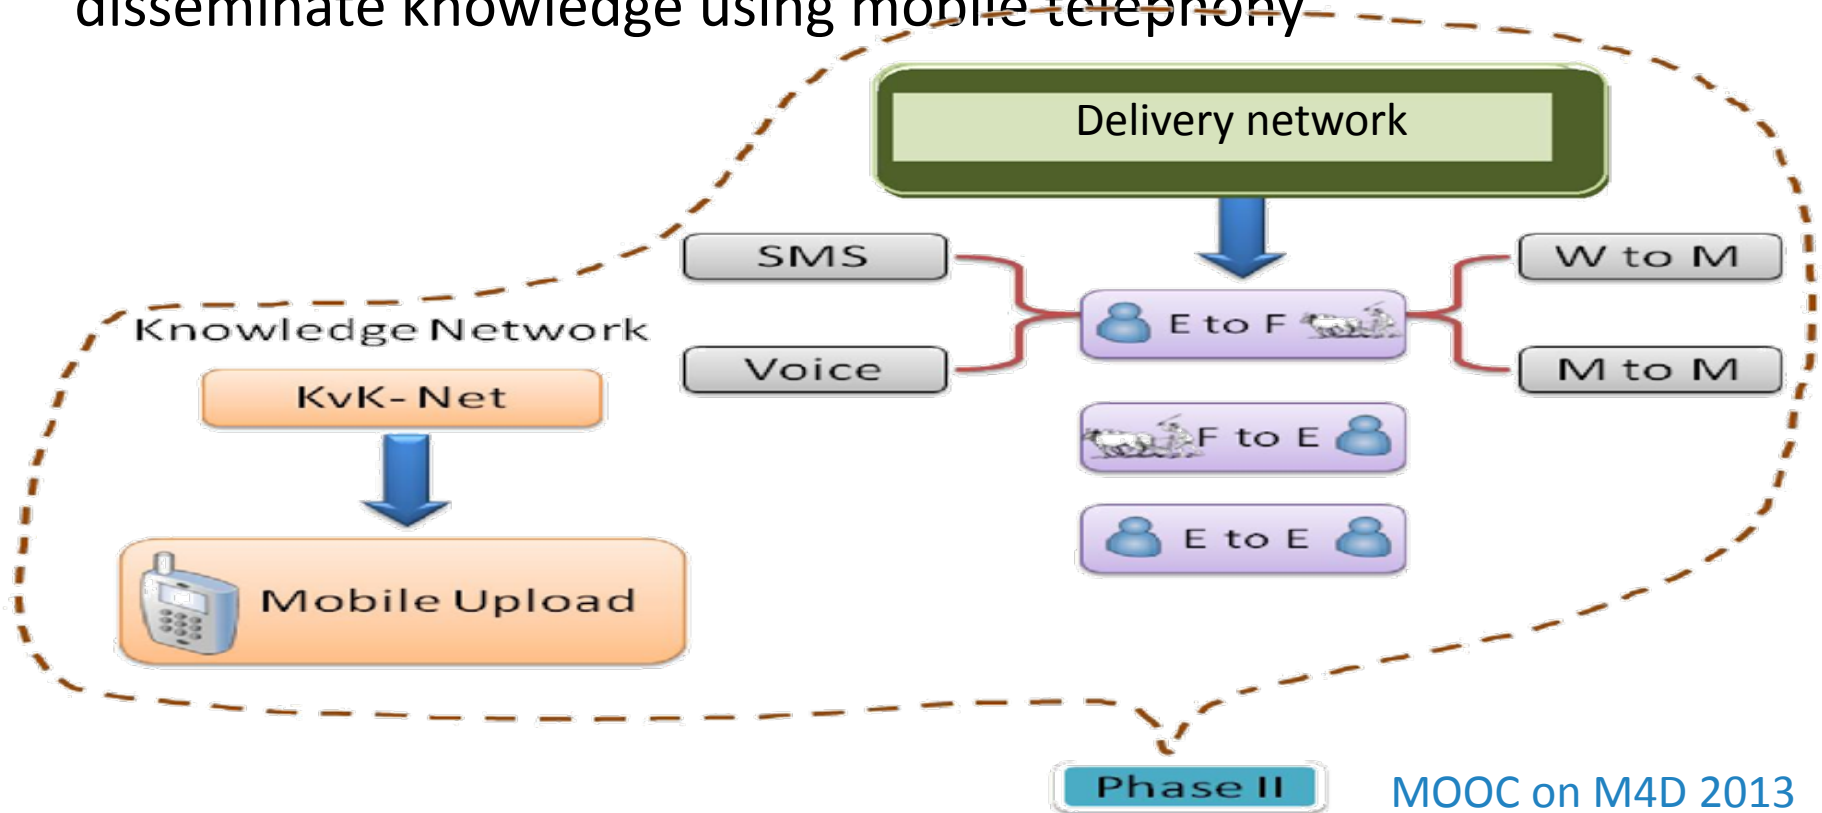 disseminate knowledge using mobile telephony
Delivery network
SMS
W to M
E to F
Knowledge Network
Voice
M to M
KvK- Net
F to E
E to E
Mobile Upload
Phase II
MOOC on M4D 2013